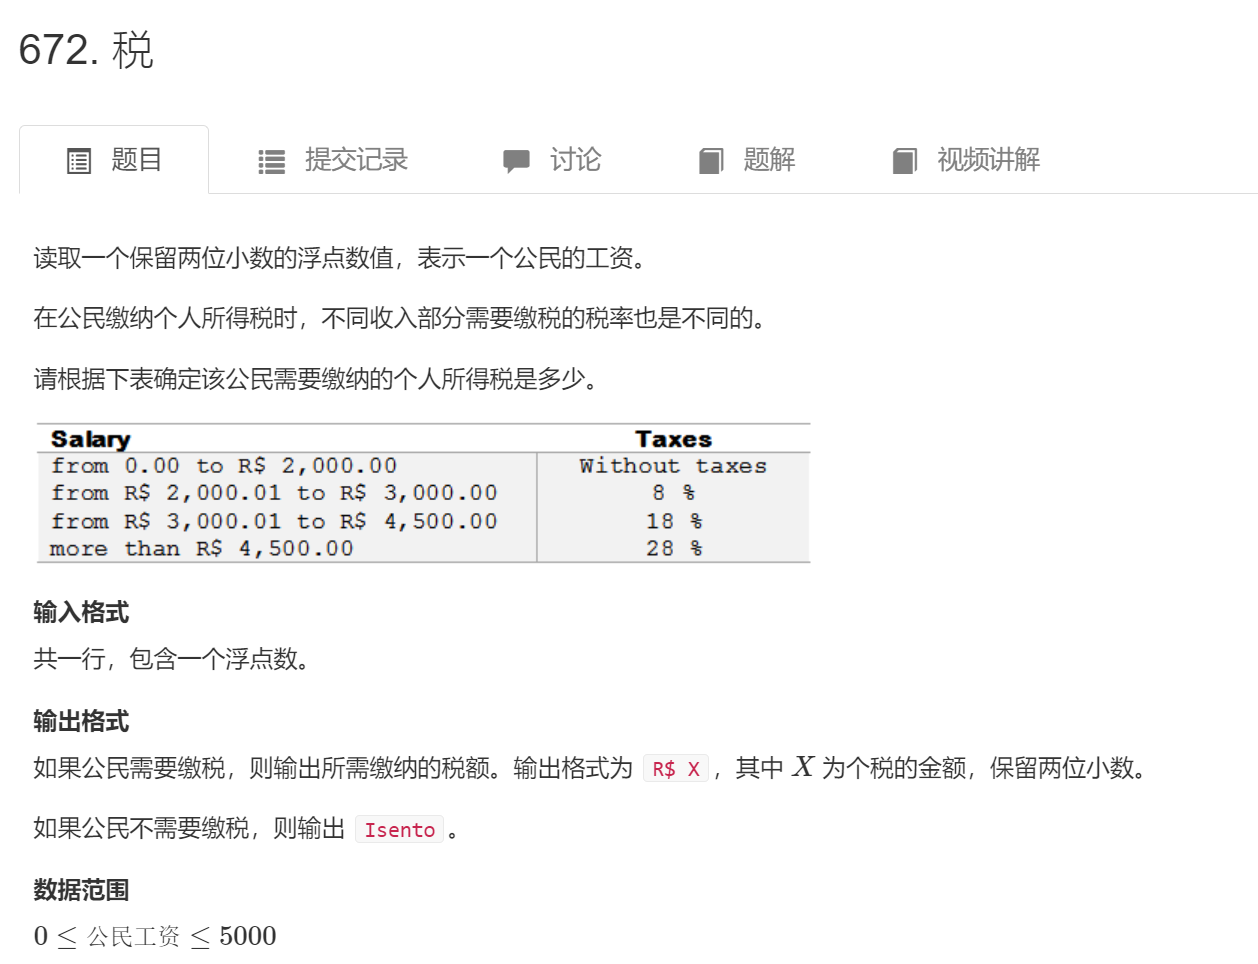 672. 税
题目 提交记录 讨论 题解 视频讲解
读取一个保留两位小数的浮点数值，表示一个公民的工资。
在公民缴纳个人所得税时，不同收入部分需要缴税的税率也是不同的。
请根据下表确定该公民需要缴纳的个人所得税是多少。
Salary Taxes
from 0.00 to R$ 2,000.00 Without taxes
from R$ 2,000.01 to R$ 3,000.00 8 %
from R$ 3,000.01 to R$ 4,500.00 18 %
more than R$ 4,500.00 28 %
输入格式
共一行，包含一个浮点数。
输出格式
如果公民需要缴税，则输出所需缴纳的税额。输出格式为 R$ X，其中 X 为个税的金额，保留两位小数。
如果公民不需要缴税，则输出 Isento。
数据范围
0 ≤ 公民工资 ≤ 5000